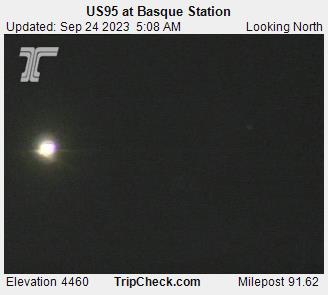 US95 at Basque Station
Updated: Sep 24 2023 5:08 AM Looking North
Elevation 4460 TripCheck.com Milepost 91.62